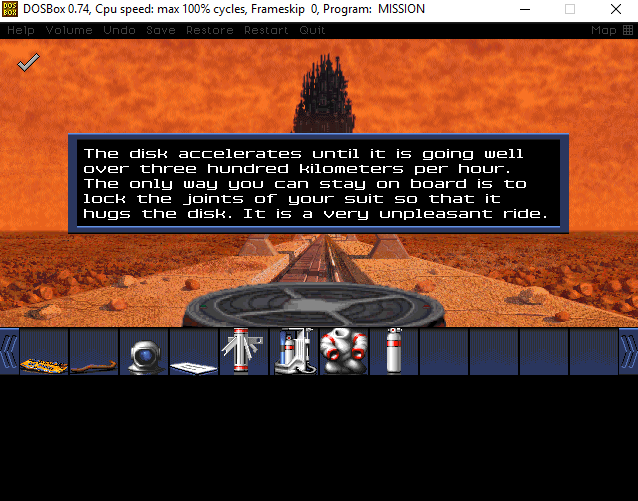 DOSBox 0.74, Cpu speed: max 100% cycles, Frameskip 0, Program: MISSION
Help Volume Undo Save Restore Restart Quit Map
The disk accelerates until it is going well
over three hundred kilometers per hour.
The only way you can stay on board is to
lock the joints of your suit so that it
hugs the disk. It is a very unpleasant ride.